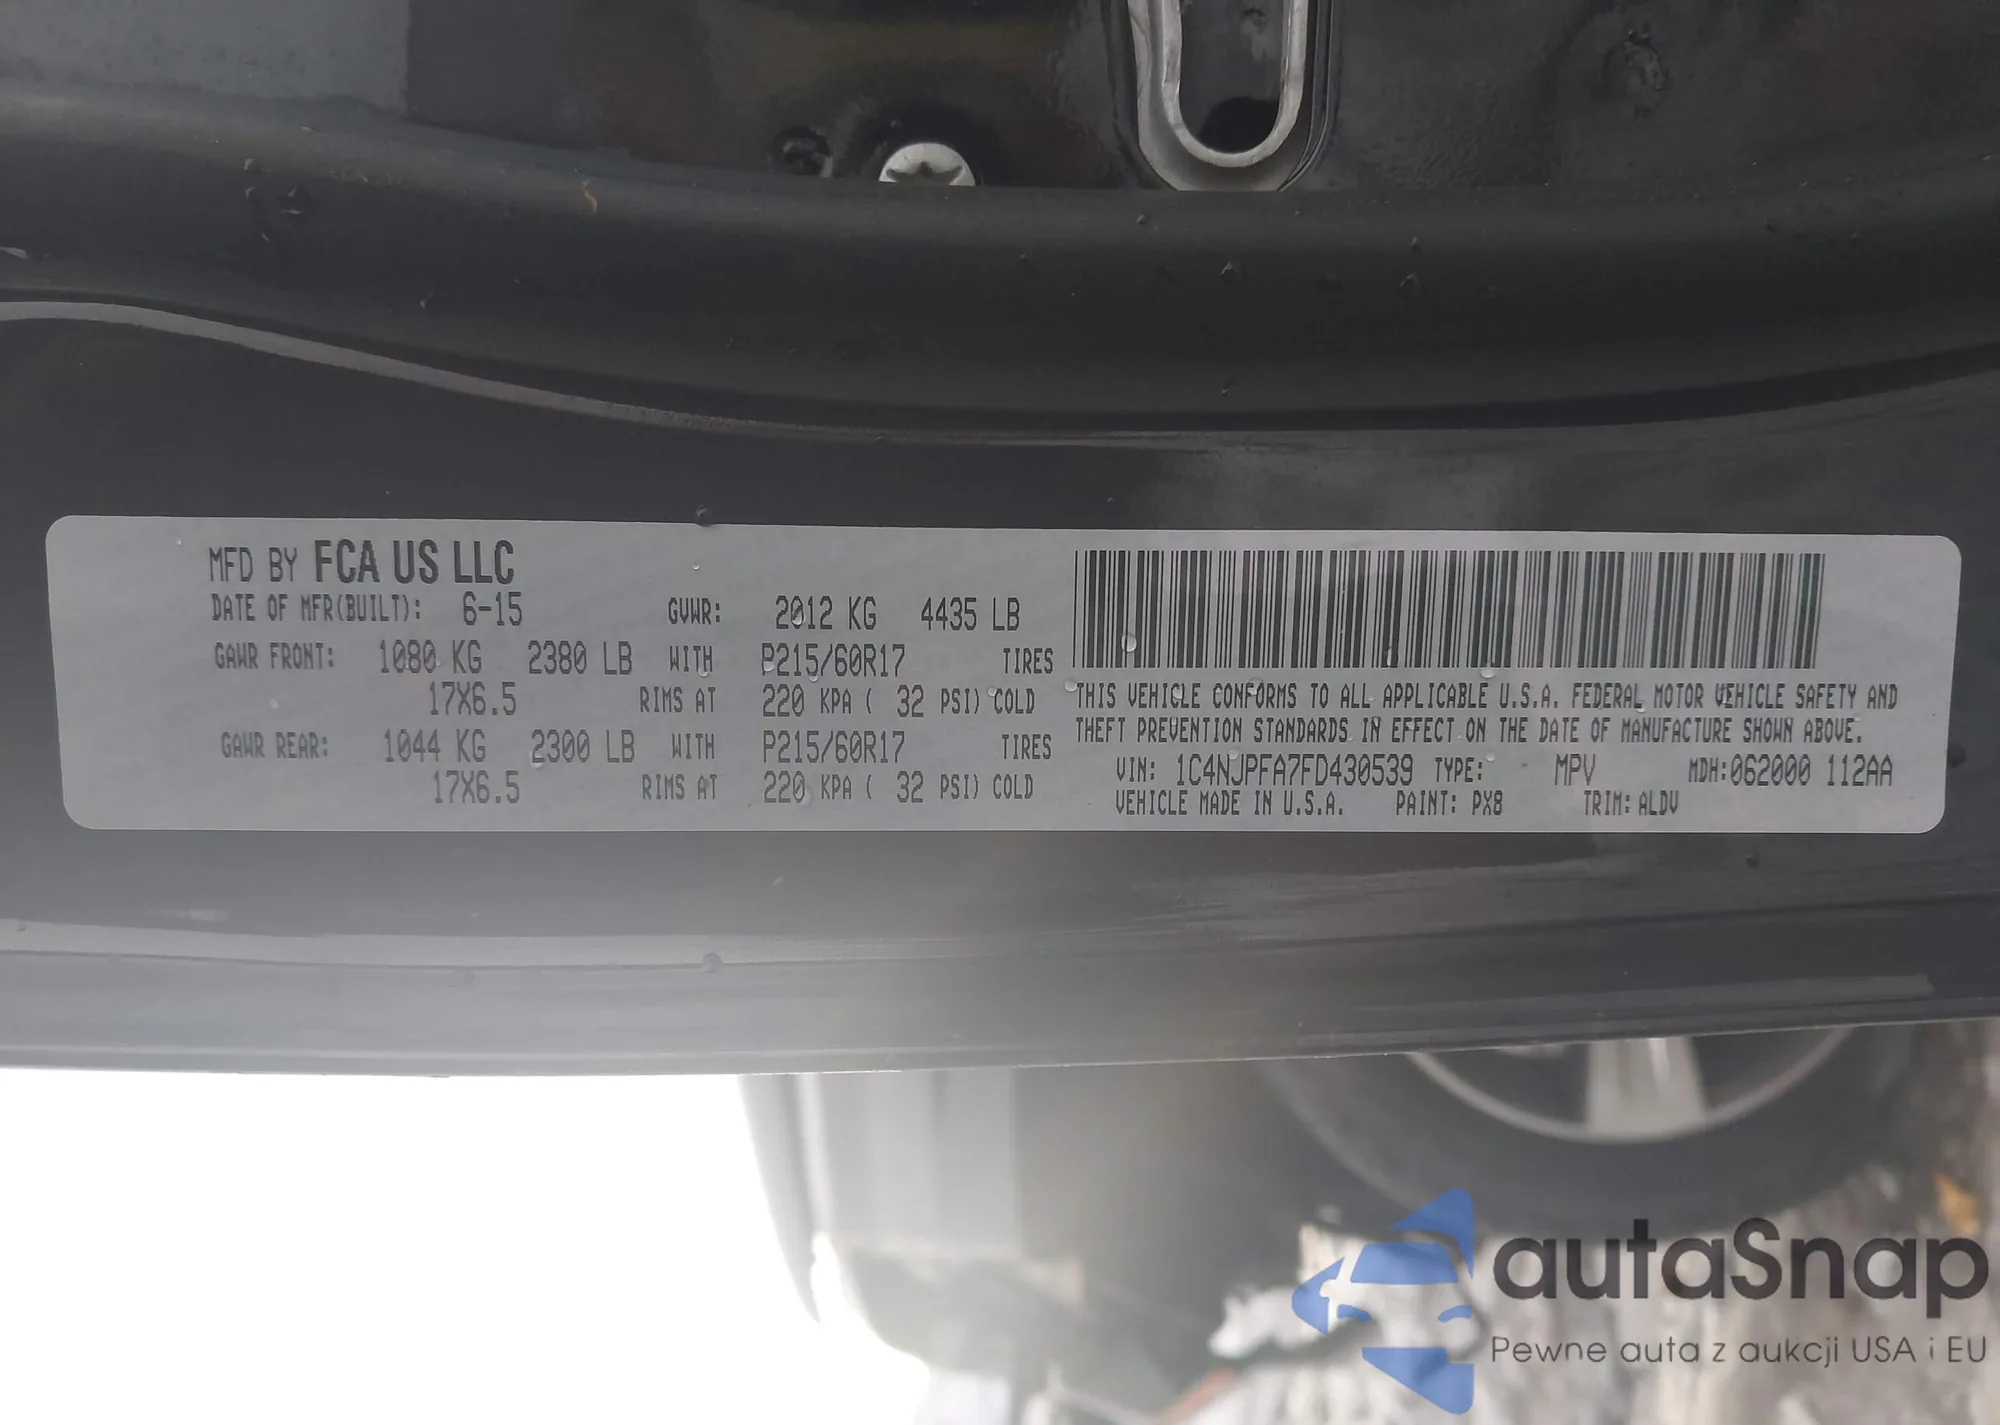 MFD BY FCA US LLC
DATE OF MFR(BUILT): 6-15 GVWR: 2012 KG 4435 LB
GAWR FRONT: 1080 KG 2380 LB WITH P215/60R17 TIRES
17X6.5 RIMS AT 220 KPA ( 32 PSI) COLD
GAWR REAR: 1044 KG 2300 LB WITH P215/60R17 TIRES
17X6.5 RIMS AT 220 KPA ( 32 PSI) COLD
THIS VEHICLE CONFORMS TO ALL APPLICABLE U.S.A. FEDERAL MOTOR VEHICLE SAFETY AND
THEFT PREVENTION STANDARDS IN EFFECT ON THE DATE OF MANUFACTURE SHOWN ABOVE.
VIN: 1C4NJPFA7FD430539 TYPE: MPV MDH:062000 112AA
VEHICLE MADE IN U.S.A. PAINT: PX8 TRIM: ALDV
autaSnap
Pewne auta z aukcji USA i EU